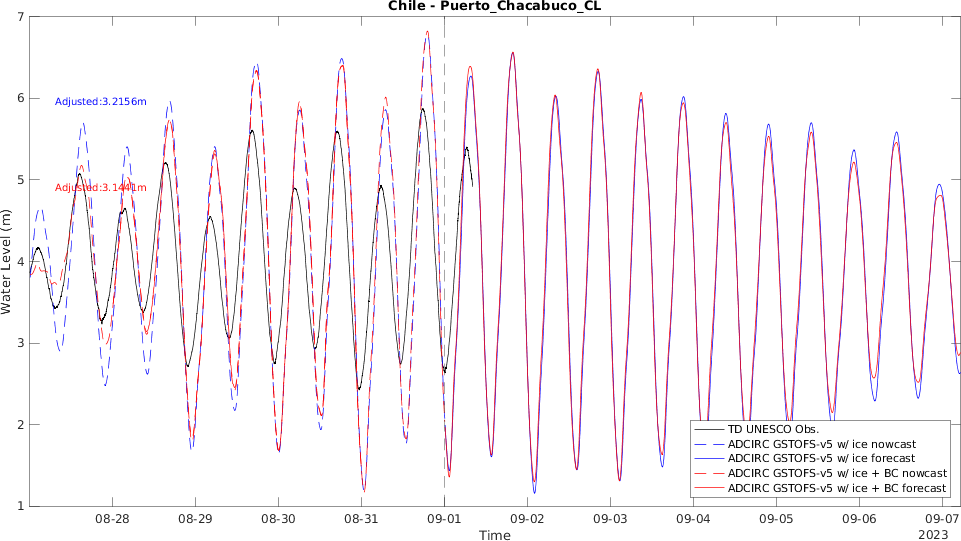 Chile - Puerto_Chacabuco_CL
7
6
5
4
3
2
1
Water Level (m)
Adjusted:3.2156m
Adjusted:3.1441m
TD UNESCO Obs.
ADCIRC GSTOFS-v5 w/ ice nowcast
ADCIRC GSTOFS-v5 w/ ice forecast
ADCIRC GSTOFS-v5 w/ ice + BC nowcast
ADCIRC GSTOFS-v5 w/ ice + BC forecast
08-28 08-29 08-30 08-31 09-01 09-02 09-03 09-04 09-05 09-06 09-07
Time
2023